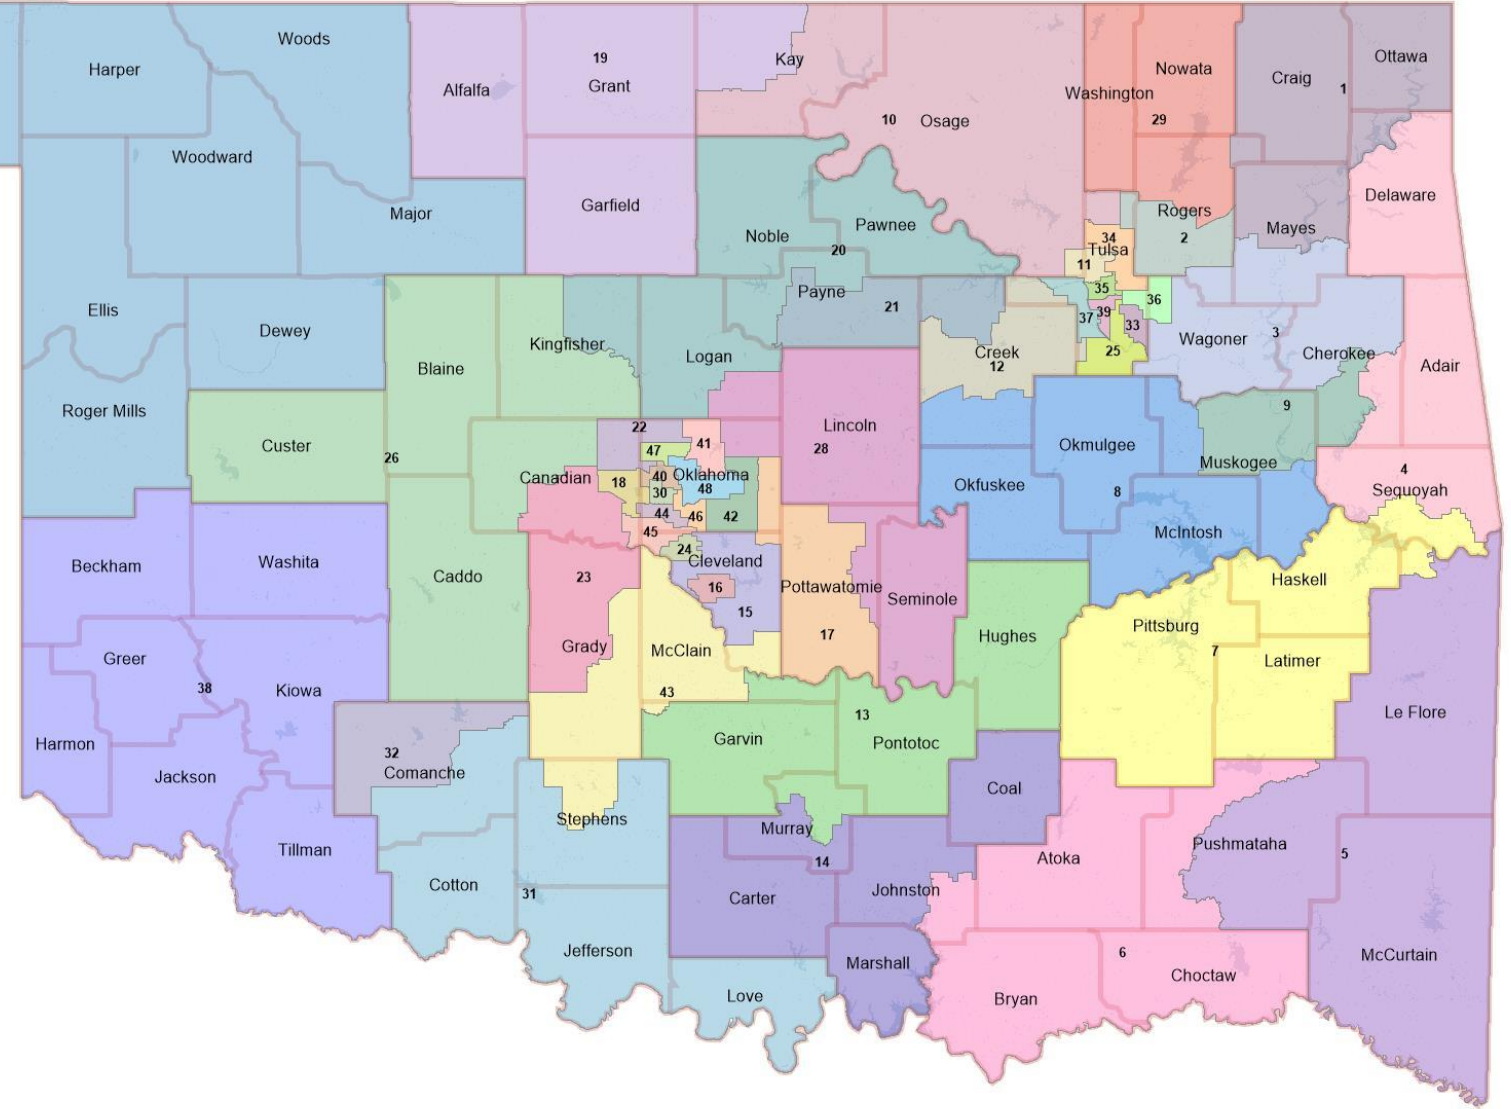 Woods
Harper
19
Kay
Alfalfa
Grant
Nowata
Craig
1
Ottawa
Washington
10
Osage
29
Woodward
Delaware
Major
Garfield
Rogers
Noble
Pawnee
20
34
Tulsa
2
Mayes
11
Ellis
Dewey
Payne
21
35
36
37
39
33
Kingfisher
Logan
Creek
12
25
Wagoner
3
Cherokee
Blaine
Adair
Roger Mills
Custer
26
22
47
41
Lincoln
28
9
Okmulgee
Muskogee
4
Canadian
18
40
Oklahoma
30
48
Okfuskee
8
Sequoyah
44
46
42
45
McIntosh
Beckham
Washita
Caddo
23
24
Cleveland
16
15
Pottawatomie
Seminole
Haskell
Pittsburg
17
Hughes
Greer
38
Kiowa
Grady
McClain
43
7
Latimer
Harmon
Jackson
32
Comanche
Garvin
13
Pontotoc
Le Flore
Coal
Stephens
Murray
14
Tillman
Atoka
Pushmataha
5
Cotton
31
Carter
Johnston
Jefferson
Love
Marshall
Bryan
6
Choctaw
McCurtain